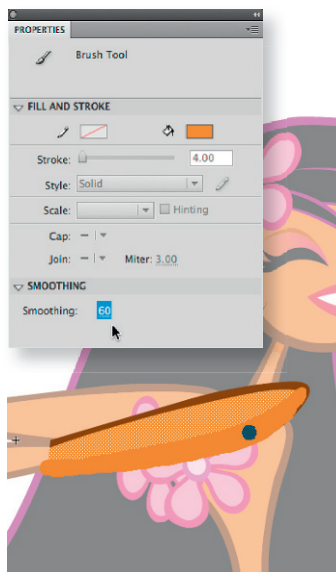 PROPERTIES
Brush Tool
FILL AND STROKE
Stroke: 4.00
Style: Solid
Scale: Hinting
Cap:
Join: Miter: 3.00
SMOOTHING
Smoothing: 60